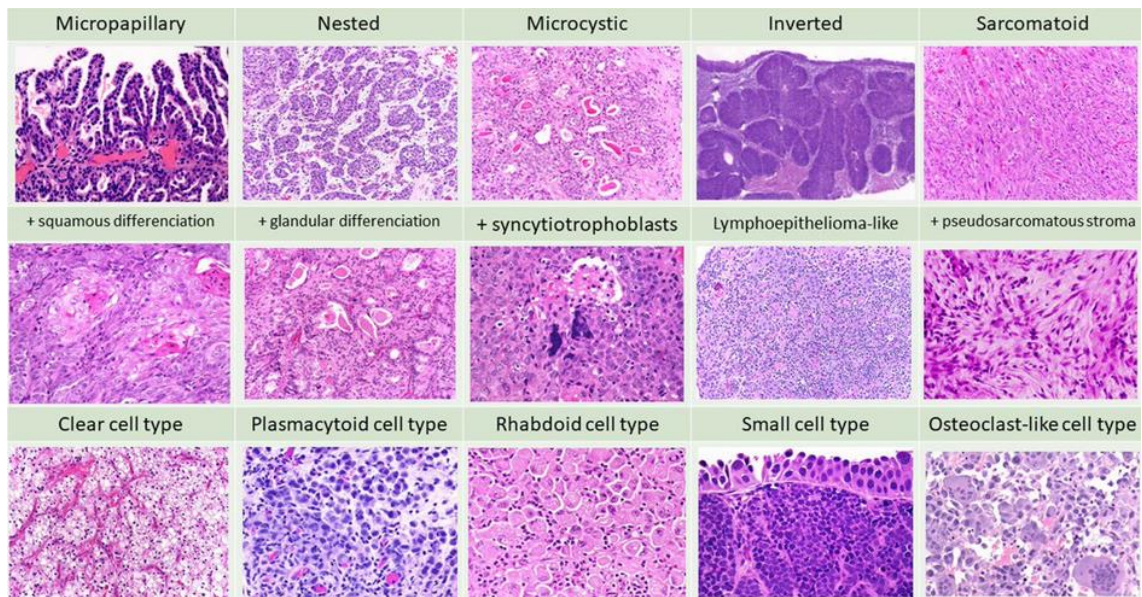 Micropapillary
Nested
Microcystic
Inverted
Sarcomatoid
+ squamous differenciation
+ glandular differenciation
+ syncytiotrophoblasts
Lymphoepithelioma-like
+ pseudosarcomatous stroma
Clear cell type
Plasmacytoid cell type
Rhabdoid cell type
Small cell type
Osteoclast-like cell type